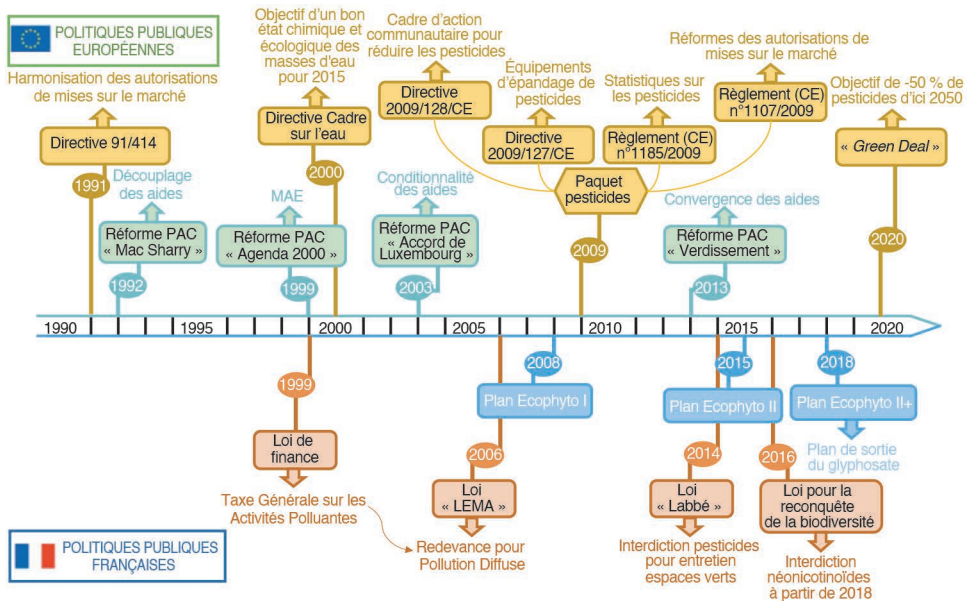 POLITIQUES PUBLIQUES
EUROPÉENNES
Harmonisation des autorisations
de mises sur le marché
Directive 91/414
1991
Objectif d'un bon
état chimique et
écologique des
masses d'eau
pour 2015
Directive Cadre
sur l'eau
2000
Cadre d'action
communautaire pour
réduire les pesticides
Directive
2009/128/CE
Équipements
d'épandage de
pesticides
Directive
2009/127/CE
Statistiques sur
les pesticides
Règlement (CE)
n°1185/2009
Réformes des autorisations de
mises sur le marché
Règlement (CE)
n°1107/2009
Paquet
pesticides
2009
Objectif de -50 % de
pesticides d'ici 2050
« Green Deal »
2020
Découplage
des aides
Réforme PAC
« Mac Sharry »
1992
MAE
Réforme PAC
« Agenda 2000 »
1999
Conditionnalité
des aides
Réforme PAC
« Accord de
Luxembourg »
2003
Convergence des aides
Réforme PAC
« Verdissement »
2013
1990
1995
2000
2005
2010
2015
2020
1999
Loi de
finance
Taxe Générale sur les
Activités Polluantes
2008
Plan Ecophyto I
2006
Loi
« LEMA »
Redevance pour
Pollution Diffuse
2015
Plan Ecophyto II
2014
Loi
« Labbé »
Interdiction pesticides
pour entretien
espaces verts
2018
Plan Ecophyto II+
Plan de sortie
du glyphosate
2016
Loi pour la
reconquête
de la biodiversité
Interdiction
néonicotinoïdes
à partir de 2018
POLITIQUES PUBLIQUES
FRANÇAISES